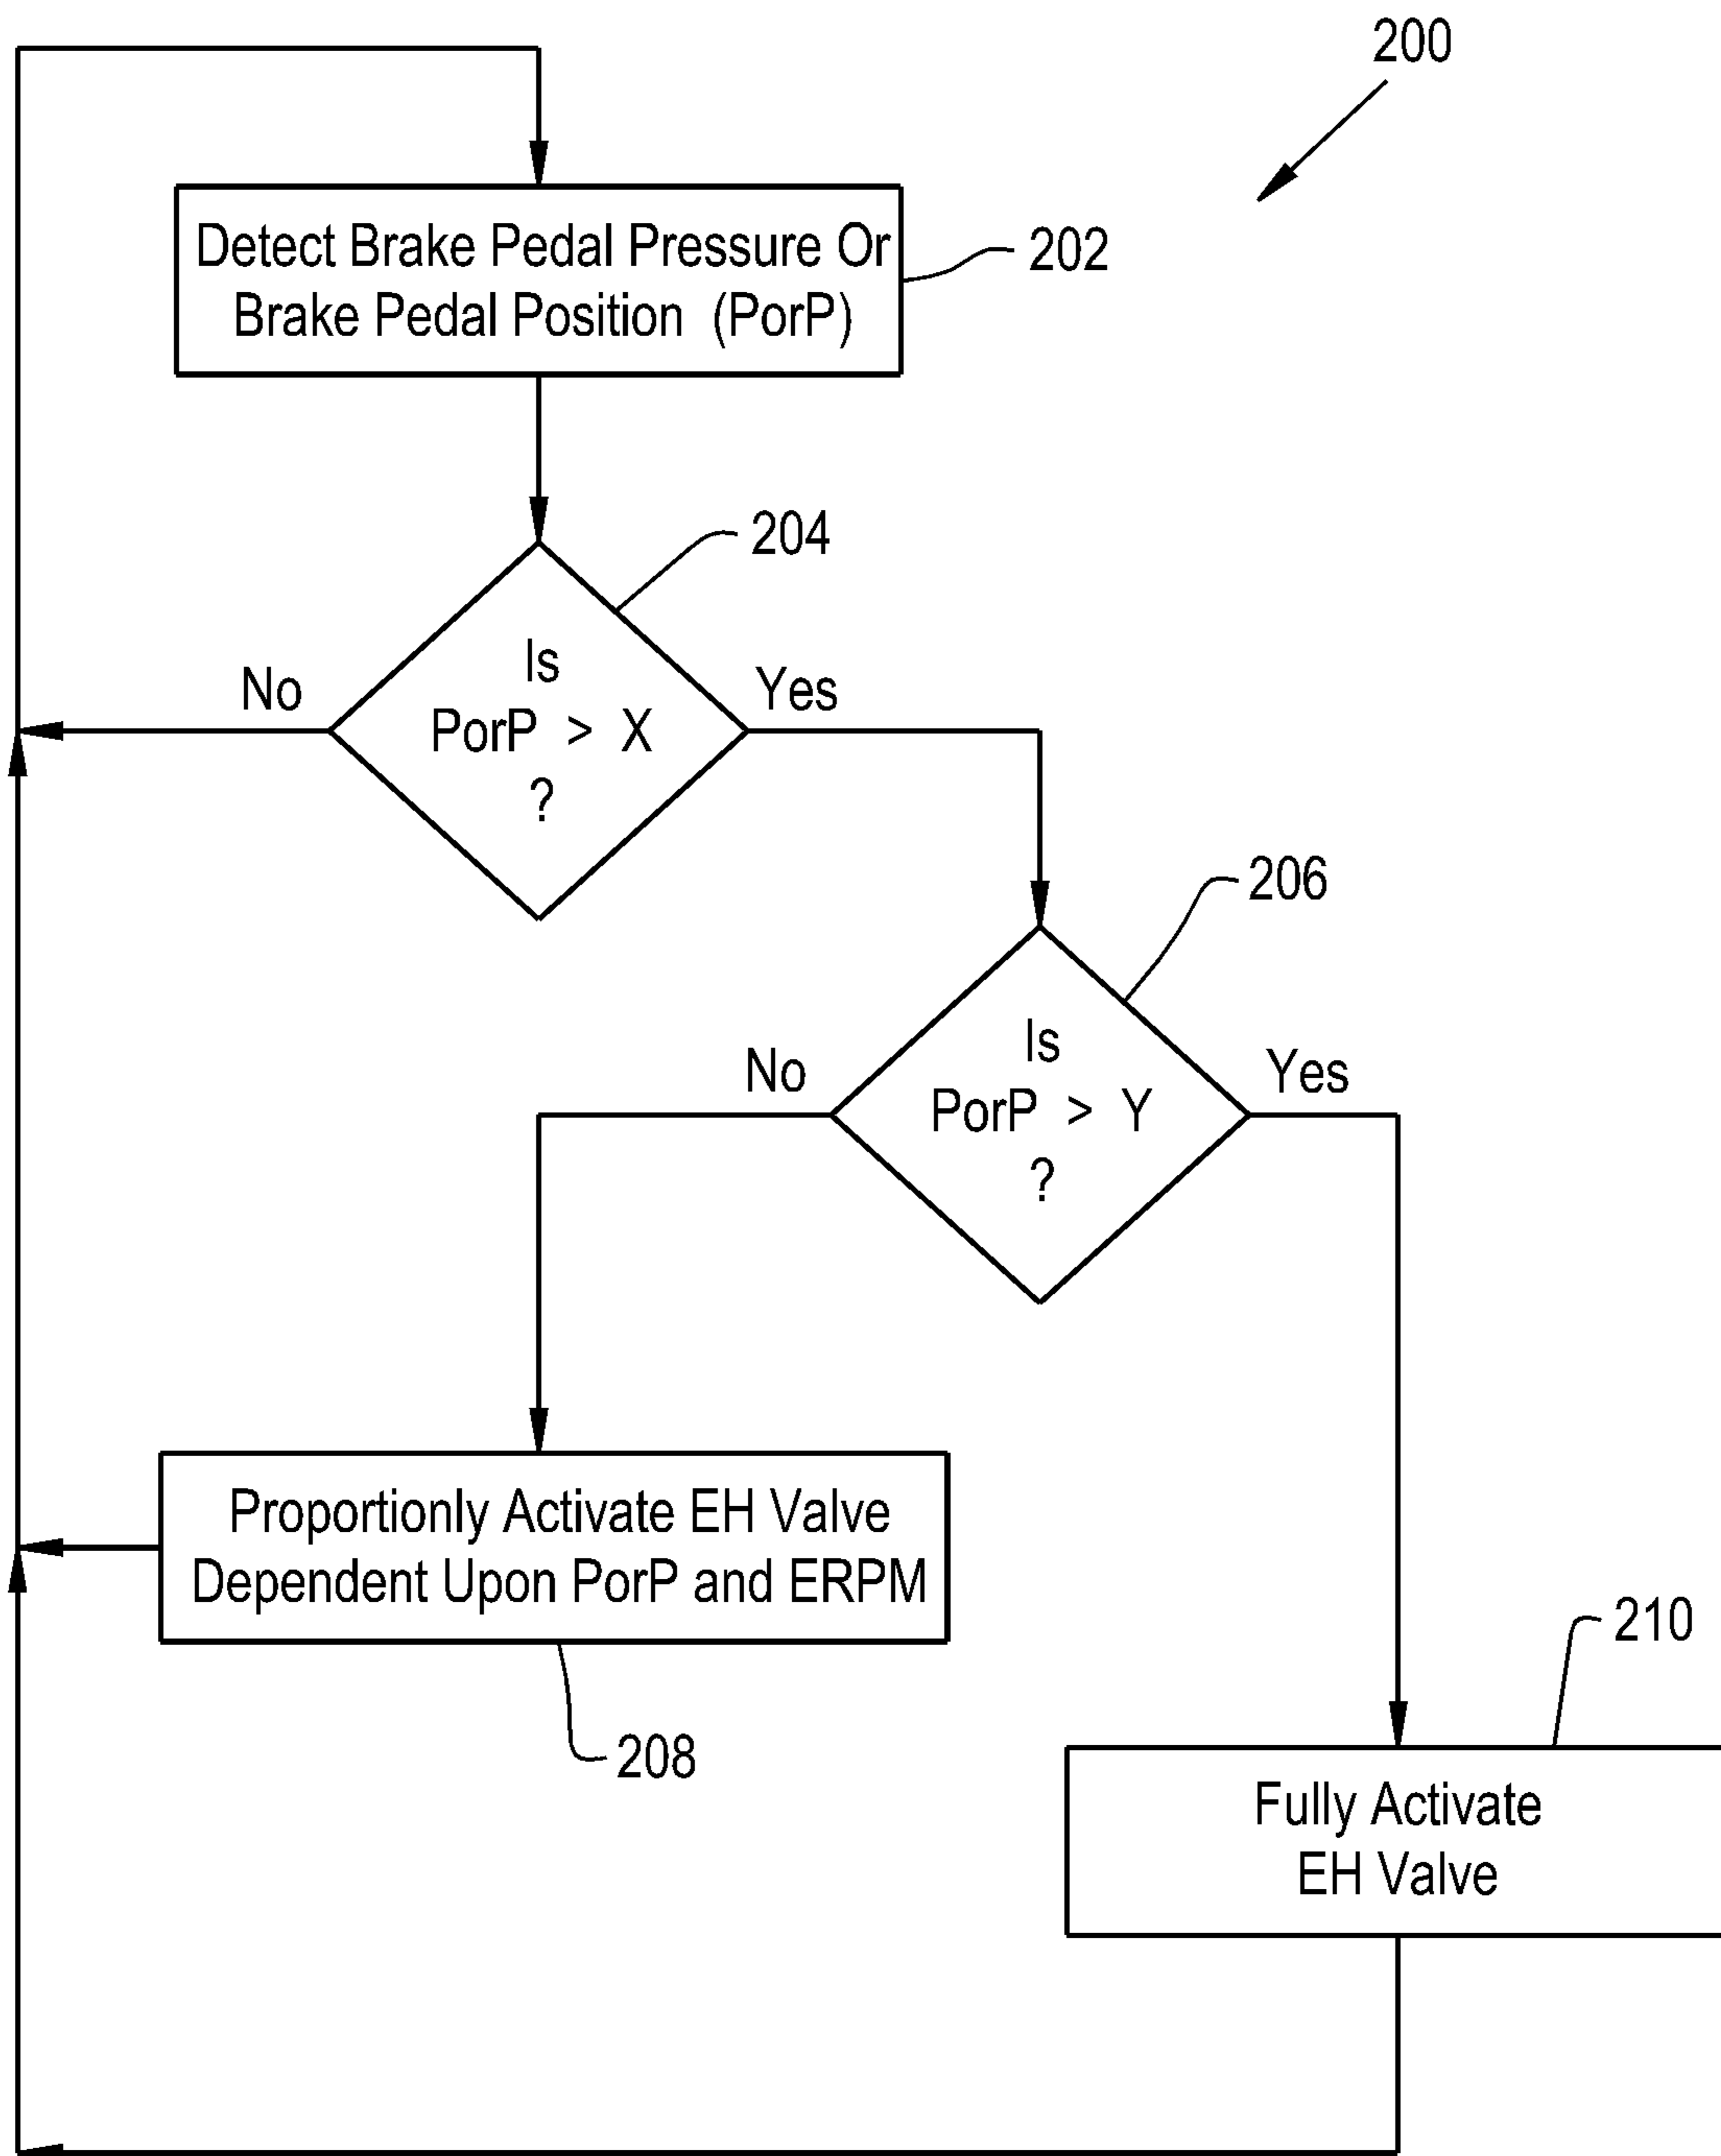 200
Detect Brake Pedal Pressure Or
Brake Pedal Position (PorP)
202
204
Is
PorP > X
?
No
Yes
206
Is
PorP > Y
?
No
Yes
Proportionly Activate EH Valve
Dependent Upon PorP and ERPM
208
210
Fully Activate
EH Valve